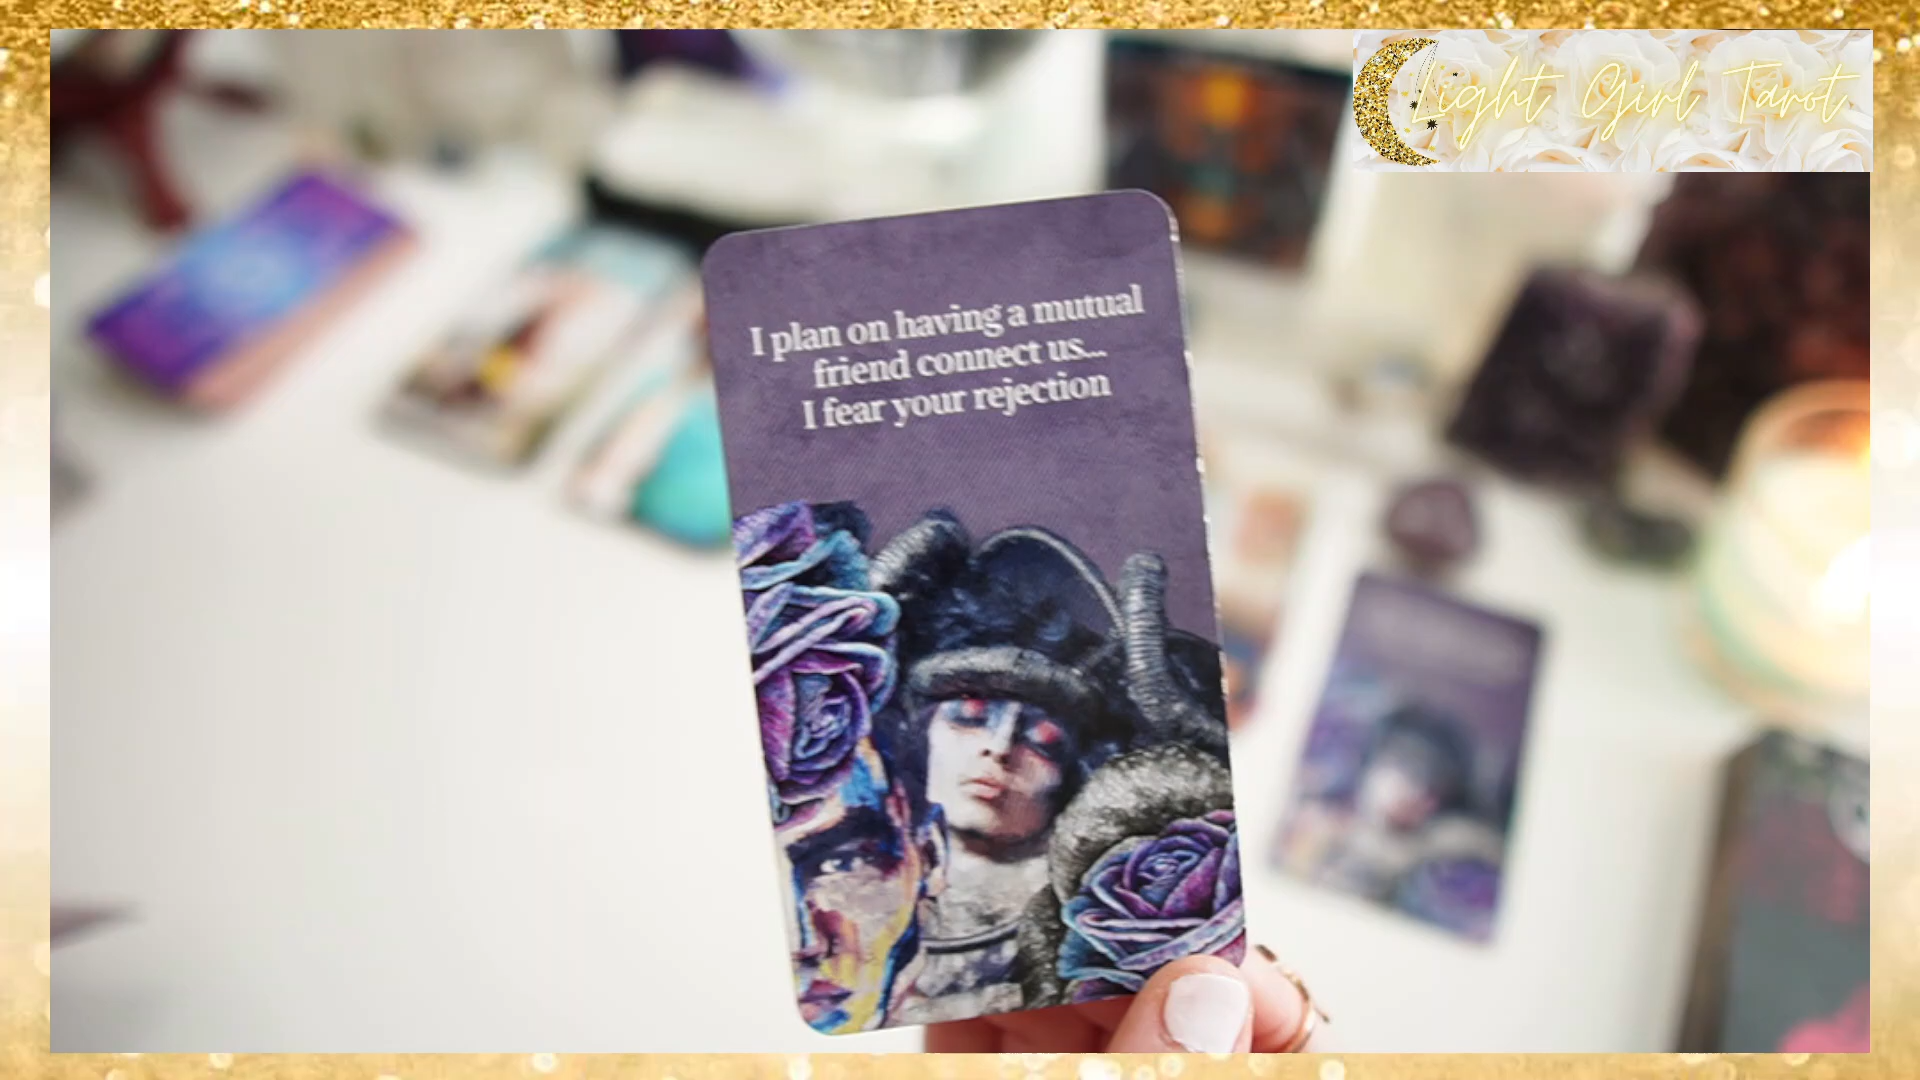 Light Girl Tarot
I plan on having a mutual
friend connect us...
I fear your rejection